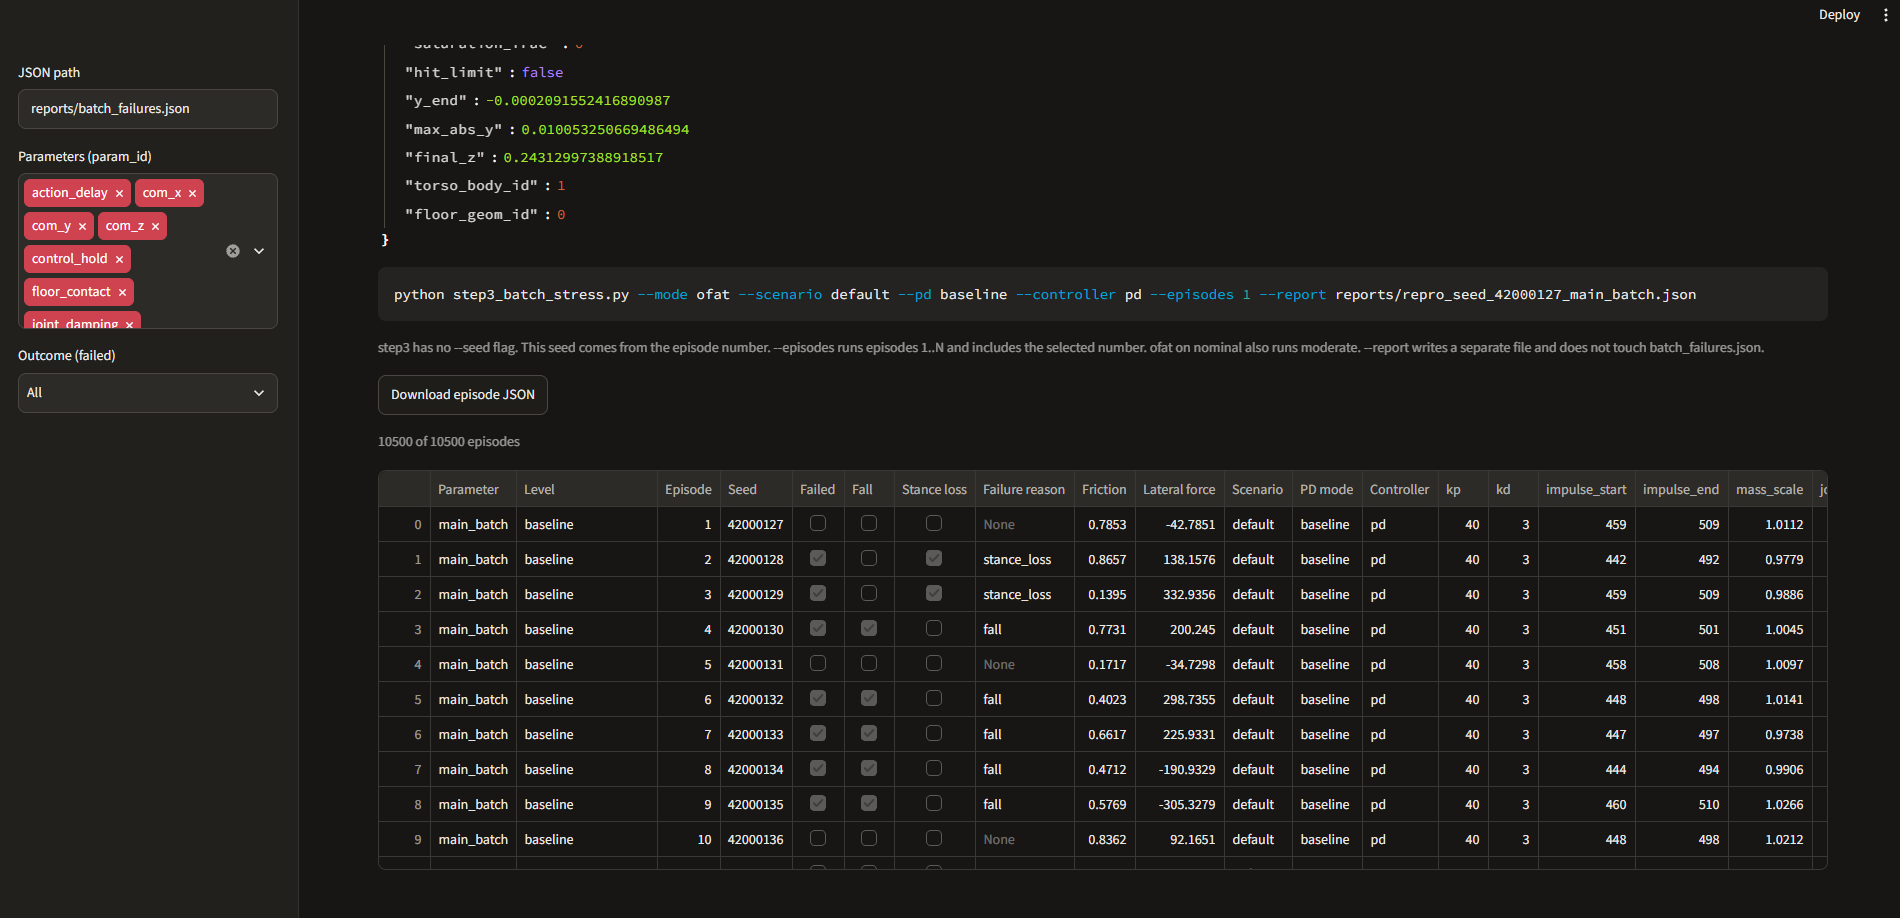 Deploy
JSON path
reports/batch_failures.json
Parameters (param_id)
action_delay
com_x
com_y
com_z
control_hold
floor_contact
joint_damping
Outcome (failed)
All
"saturation_frac" : 0
"hit_limit" : false
"y_end" : -0.0002091552416890987
"max_abs_y" : 0.010053250669486494
"final_z" : 0.24312997388918517
"torso_body_id" : 1
"floor_geom_id" : 0
}
python step3_batch_stress.py --mode ofat --scenario default --pd baseline --controller pd --episodes 1 --report reports/repro_seed_42000127_main_batch.json
step3 has no --seed flag. This seed comes from the episode number. --episodes runs episodes 1..N and includes the selected number. ofat on nominal also runs moderate. --report writes a separate file and does not touch batch_failures.json.
Download episode JSON
10500 of 10500 episodes
Parameter Level Episode Seed Failed Fall Stance loss Failure reason Friction Lateral force Scenario PD mode Controller kp kd impulse_start impulse_end mass_scale
0 main_batch baseline 1 42000127 None 0.7853 -42.7851 default baseline pd 40 3 459 509 1.0112
1 main_batch baseline 2 42000128 stance_loss 0.8657 138.1576 default baseline pd 40 3 442 492 0.9779
2 main_batch baseline 3 42000129 stance_loss 0.1395 332.9356 default baseline pd 40 3 459 509 0.9886
3 main_batch baseline 4 42000130 fall 0.7731 200.245 default baseline pd 40 3 451 501 1.0045
4 main_batch baseline 5 42000131 None 0.1717 -34.7298 default baseline pd 40 3 458 508 1.0097
5 main_batch baseline 6 42000132 fall 0.4023 298.7355 default baseline pd 40 3 448 498 1.0141
6 main_batch baseline 7 42000133 fall 0.6617 225.9331 default baseline pd 40 3 447 497 0.9738
7 main_batch baseline 8 42000134 fall 0.4712 -190.9329 default baseline pd 40 3 444 494 0.9906
8 main_batch baseline 9 42000135 fall 0.5769 -305.3279 default baseline pd 40 3 460 510 1.0266
9 main_batch baseline 10 42000136 None 0.8362 92.1651 default baseline pd 40 3 448 498 1.0212